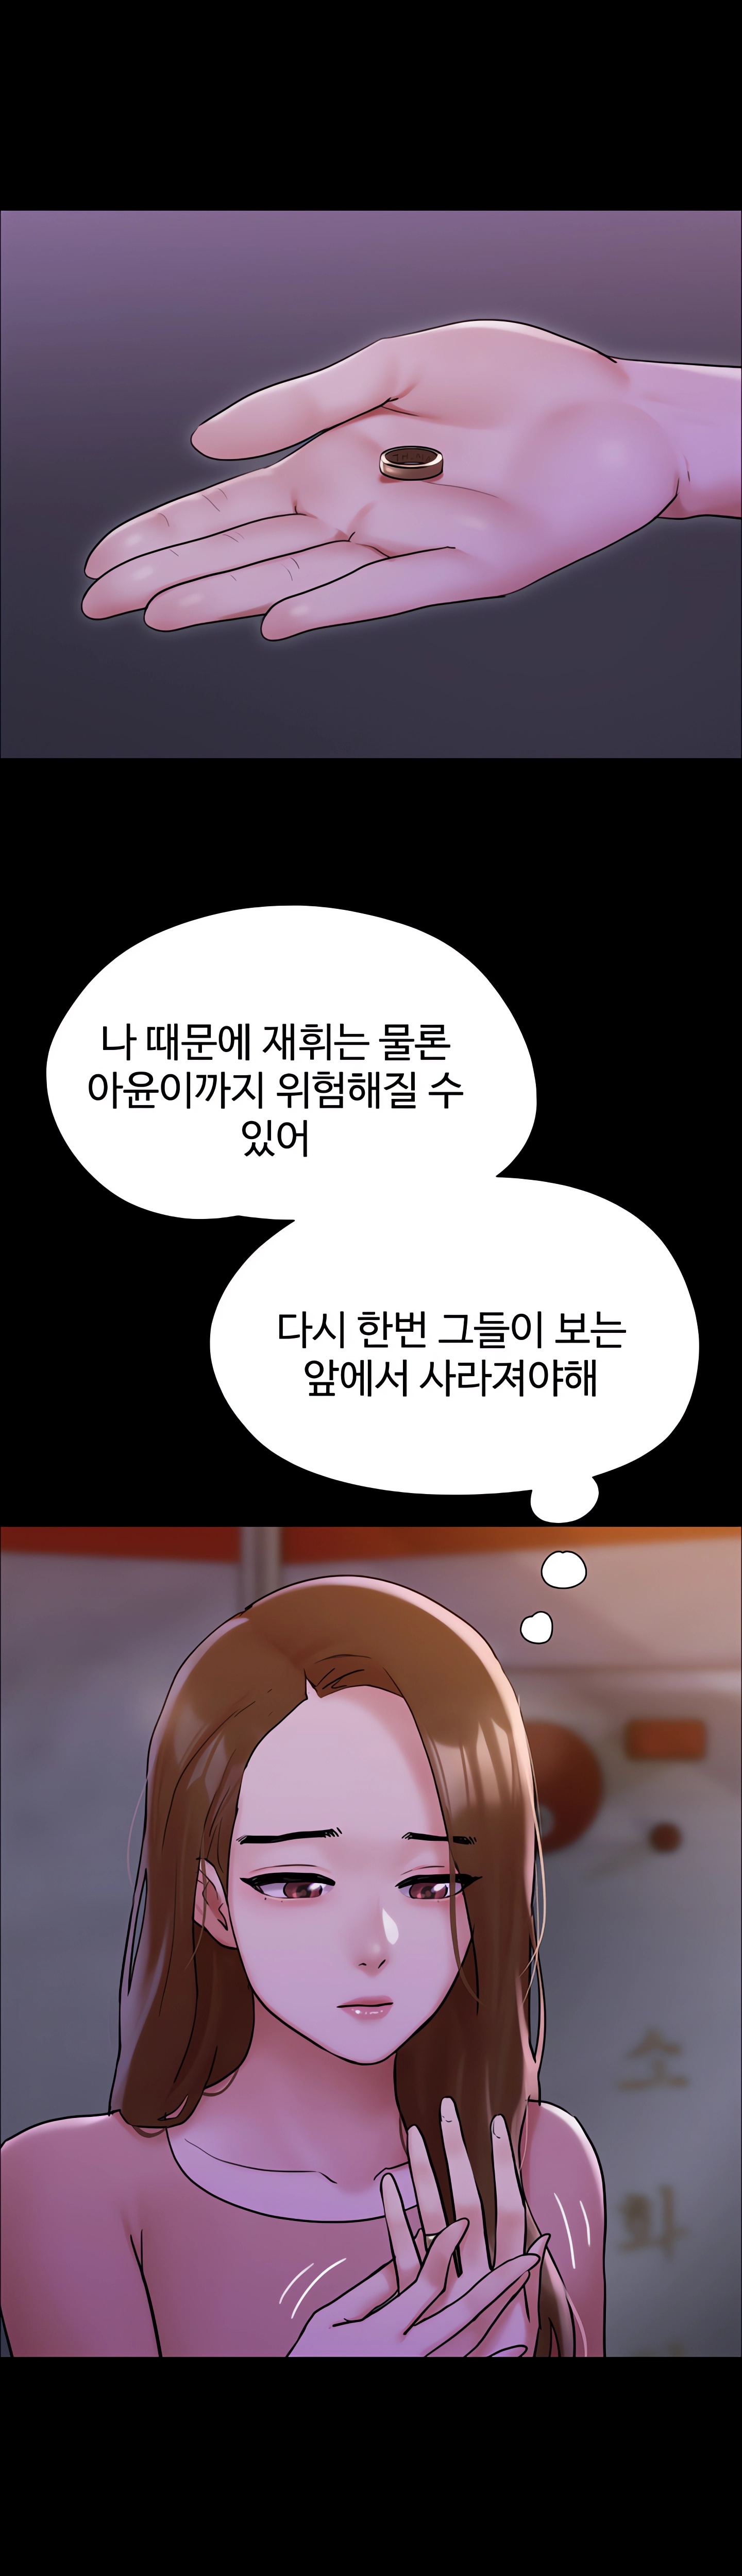 나 때문에 재휘는 물론
아윤이까지 위험해질 수
있어
다시 한번 그들이 보는
앞에서 사라져야해
소
화